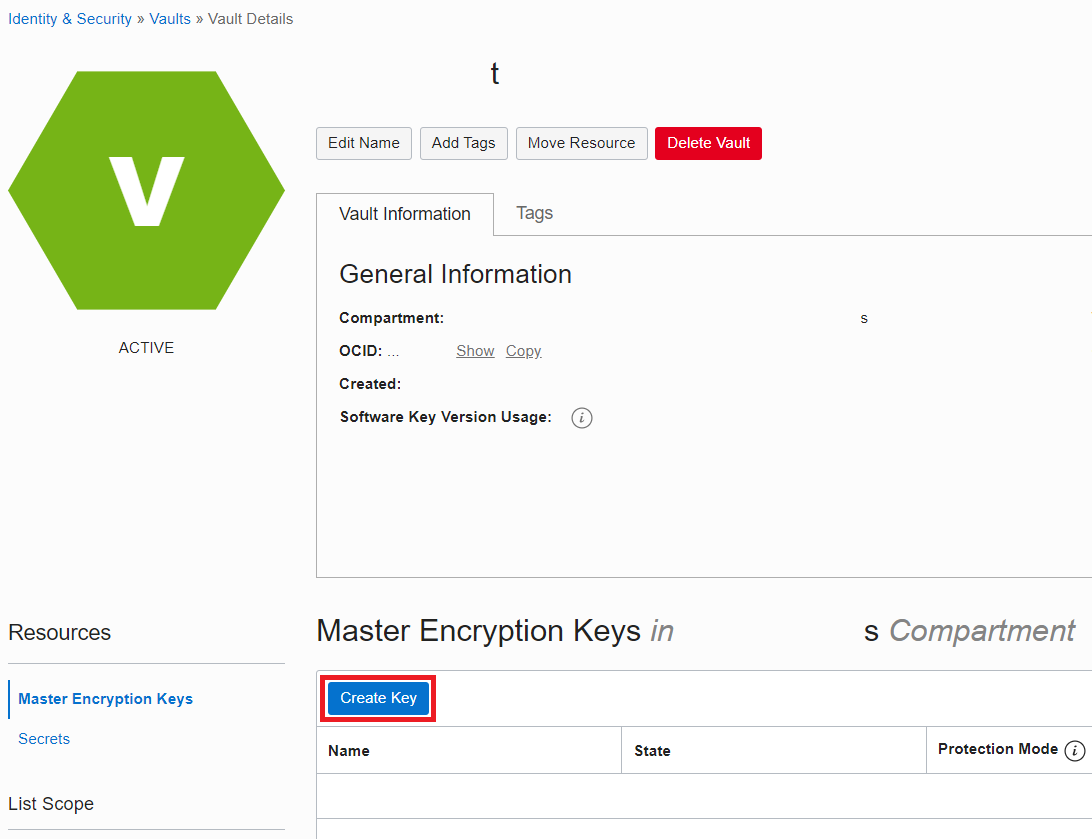 Identity & Security » Vaults » Vault Details
V
ACTIVE
t
Edit Name Add Tags Move Resource Delete Vault
Vault Information Tags
General Information
Compartment: s
OCID: ... Show Copy
Created:
Software Key Version Usage: i
Resources
Master Encryption Keys
Secrets
List Scope
Master Encryption Keys in s Compartment
Create Key
Name State Protection Mode i